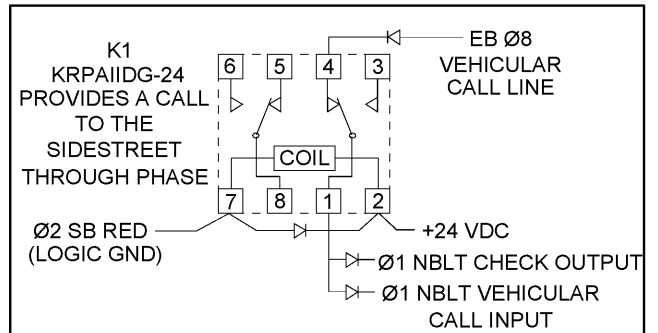 K1
KRPAIIDG-24
PROVIDES A CALL
TO THE
SIDESTREET
THROUGH PHASE
EB Ø8
VEHICULAR
CALL LINE
6 5 4 3
COIL
7 8 1 2
Ø2 SB RED
(LOGIC GND)
+24 VDC
Ø1 NBLT CHECK OUTPUT
Ø1 NBLT VEHICULAR
CALL INPUT